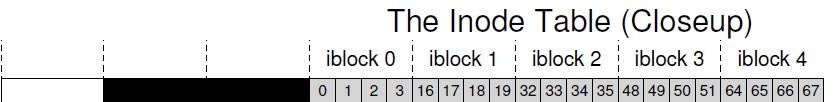 The Inode Table (Closeup)
iblock 0 iblock 1 iblock 2 iblock 3 iblock 4
0 1 2 3 16 17 18 19 32 33 34 35 48 49 50 51 64 65 66 67